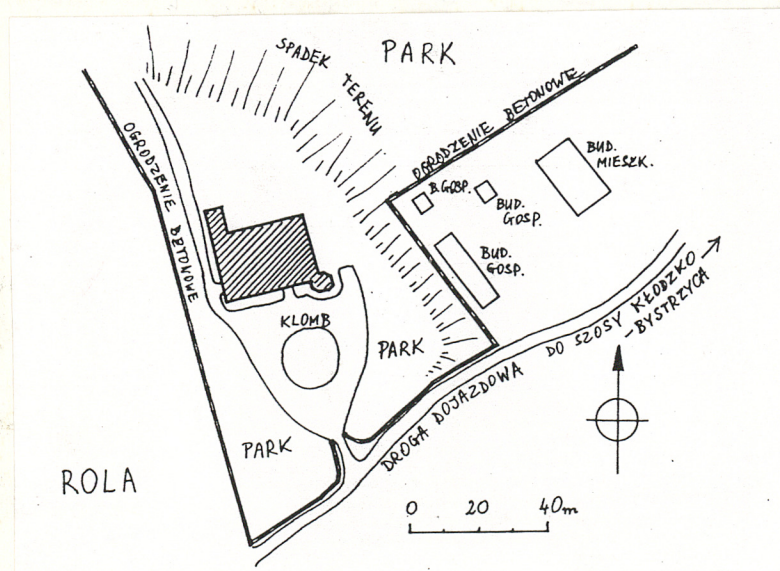 PARK
SPADEK
TERENU
OGRODZENIE BETONOWE
OGRODZENIE BETONOWE
BUD.
MIESZK.
B.GOSP.
BUD.
GOSP.
BUD.
GOSP.
KLOMB
PARK
PARK
ROLA
DROGA DOJAZDOWA
DO SZOSY KŁODZKO
-BYSTRZYCA
0 20 40m